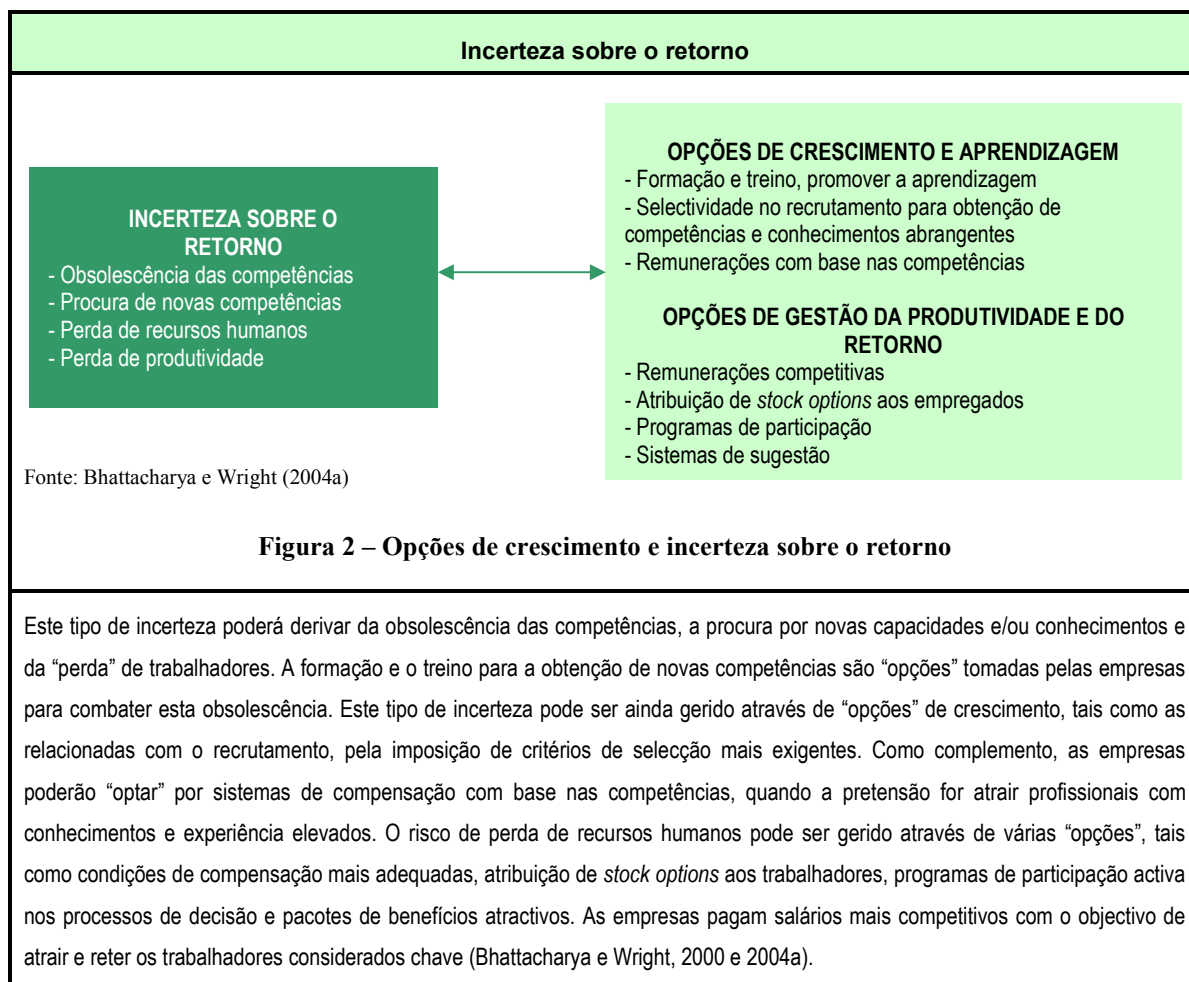 Incerteza sobre o retorno
INCERTEZA SOBRE O
RETORNO
- Obsolescência das competências
- Procura de novas competências
- Perda de recursos humanos
- Perda de produtividade
OPÇÕES DE CRESCIMENTO E APRENDIZAGEM
- Formação e treino, promover a aprendizagem
- Selectividade no recrutamento para obtenção de
competências e conhecimentos abrangentes
- Remunerações com base nas competências
OPÇÕES DE GESTÃO DA PRODUTIVIDADE E DO
RETORNO
- Remunerações competitivas
- Atribuição de stock options aos empregados
- Programas de participação
- Sistemas de sugestão
Fonte: Bhattacharya e Wright (2004a)
Figura 2 – Opções de crescimento e incerteza sobre o retorno
Este tipo de incerteza poderá derivar da obsolescência das competências, a procura por novas capacidades e/ou conhecimentos e
da “perda” de trabalhadores. A formação e o treino para a obtenção de novas competências são “opções” tomadas pelas empresas
para combater esta obsolescência. Este tipo de incerteza pode ser ainda gerido através de “opções” de crescimento, tais como as
relacionadas com o recrutamento, pela imposição de critérios de selecção mais exigentes. Como complemento, as empresas
poderão “optar” por sistemas de compensação com base nas competências, quando a pretensão for atrair profissionais com
conhecimentos e experiência elevados. O risco de perda de recursos humanos pode ser gerido através de várias “opções”, tais
como condições de compensação mais adequadas, atribuição de stock options aos trabalhadores, programas de participação activa
nos processos de decisão e pacotes de benefícios atractivos. As empresas pagam salários mais competitivos com o objectivo de
atrair e reter os trabalhadores considerados chave (Bhattacharya e Wright, 2000 e 2004a).